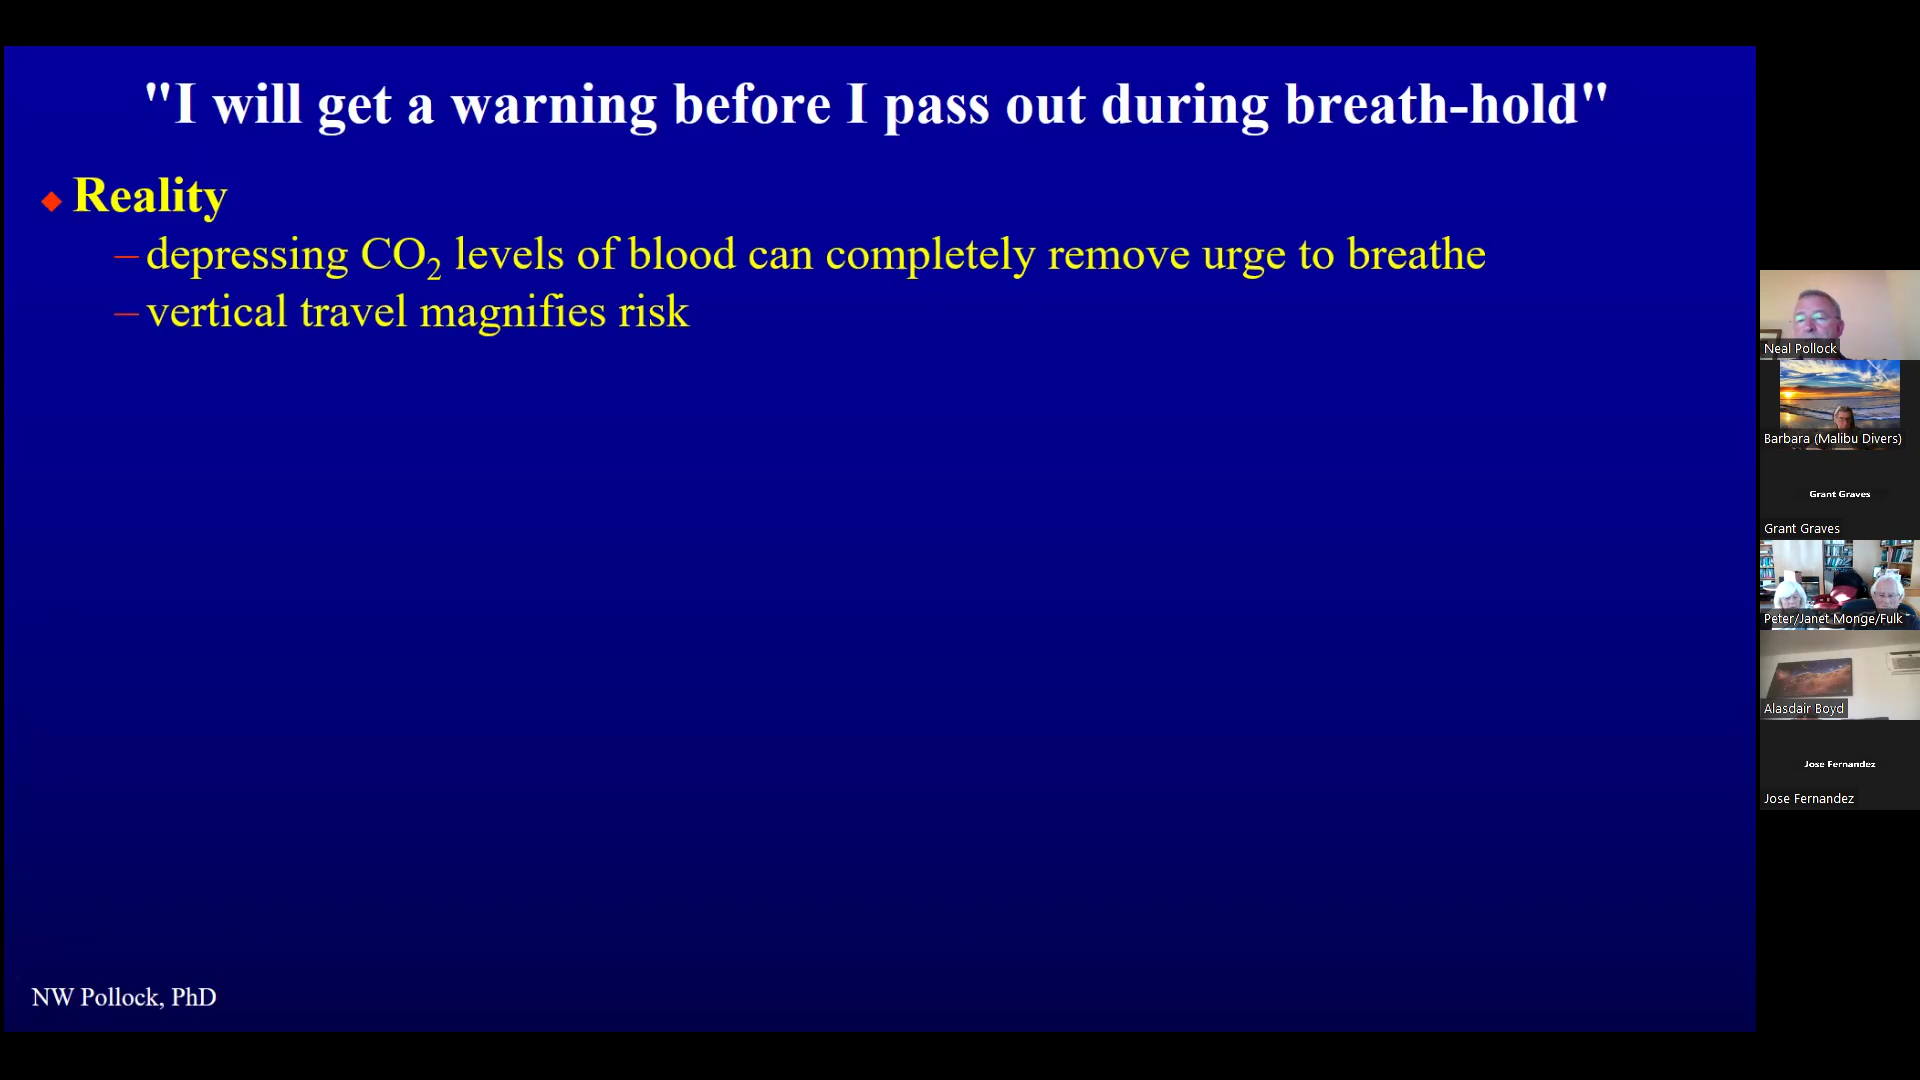 "I will get a warning before I pass out during breath-hold"
◆ Reality
– depressing CO₂ levels of blood can completely remove urge to breathe
– vertical travel magnifies risk
NW Pollock, PhD
Neal Pollock
Barbara (Malibu Divers)
Grant Graves
Grant Graves
Peter/Janet Monge/Fulk
Alasdair Boyd
Jose Fernandez
Jose Fernandez